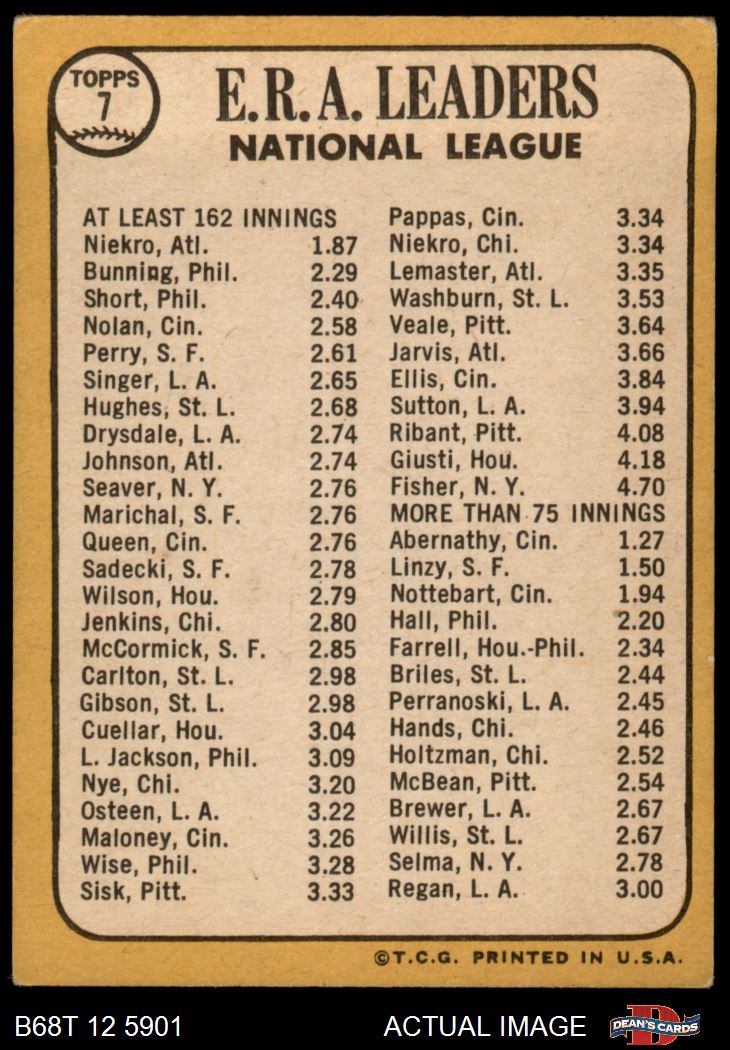 TOPPS
7
E.R.A. LEADERS
NATIONAL LEAGUE
AT LEAST 162 INNINGS
Niekro, Atl. 1.87
Bunning, Phil. 2.29
Short, Phil. 2.40
Nolan, Cin. 2.58
Perry, S. F. 2.61
Singer, L. A. 2.65
Hughes, St. L. 2.68
Drysdale, L. A. 2.74
Johnson, Atl. 2.74
Seaver, N. Y. 2.76
Marichal, S. F. 2.76
Queen, Cin. 2.76
Sadecki, S. F. 2.78
Wilson, Hou. 2.79
Jenkins, Chi. 2.80
McCormick, S. F. 2.85
Carlton, St. L. 2.98
Gibson, St. L. 2.98
Cuellar, Hou. 3.04
L. Jackson, Phil. 3.09
Nye, Chi. 3.20
Osteen, L. A. 3.22
Maloney, Cin. 3.26
Wise, Phil. 3.28
Sisk, Pitt. 3.33
Pappas, Cin. 3.34
Niekro, Chi. 3.34
Lemaster, Atl. 3.35
Washburn, St. L. 3.53
Veale, Pitt. 3.64
Jarvis, Atl. 3.66
Ellis, Cin. 3.84
Sutton, L. A. 3.94
Ribant, Pitt. 4.08
Giusti, Hou. 4.18
Fisher, N. Y. 4.70
MORE THAN 75 INNINGS
Abernathy, Cin. 1.27
Linzy, S. F. 1.50
Nottebart, Cin. 1.94
Hall, Phil. 2.20
Farrell, Hou.-Phil. 2.34
Briles, St. L. 2.44
Perranoski, L. A. 2.45
Hands, Chi. 2.46
Holtzman, Chi. 2.52
McBean, Pitt. 2.54
Brewer, L. A. 2.67
Willis, St. L. 2.67
Selma, N. Y. 2.78
Regan, L. A. 3.00
©T.C.G. PRINTED IN U.S.A.
B68T 12 5901 ACTUAL IMAGE
D
DEAN'S CARDS